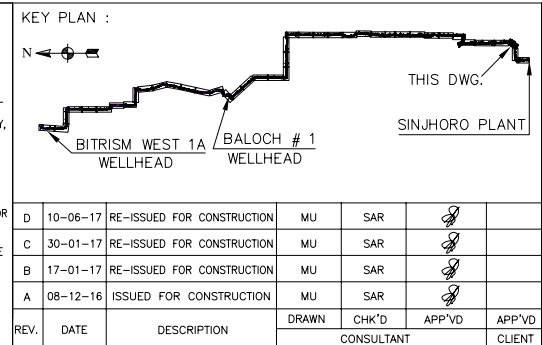 KEY PLAN :
N
THIS DWG.
SINJHORO PLANT
BITRISM WEST 1A
WELLHEAD
BALOCH # 1
WELLHEAD
Y,
OR
E
D 10-06-17 RE-ISSUED FOR CONSTRUCTION MU SAR
C 30-01-17 RE-ISSUED FOR CONSTRUCTION MU SAR
B 17-01-17 RE-ISSUED FOR CONSTRUCTION MU SAR
A 08-12-16 ISSUED FOR CONSTRUCTION MU SAR
REV. DATE DESCRIPTION DRAWN CHK'D APP'VD APP'VD
CONSULTANT CLIENT